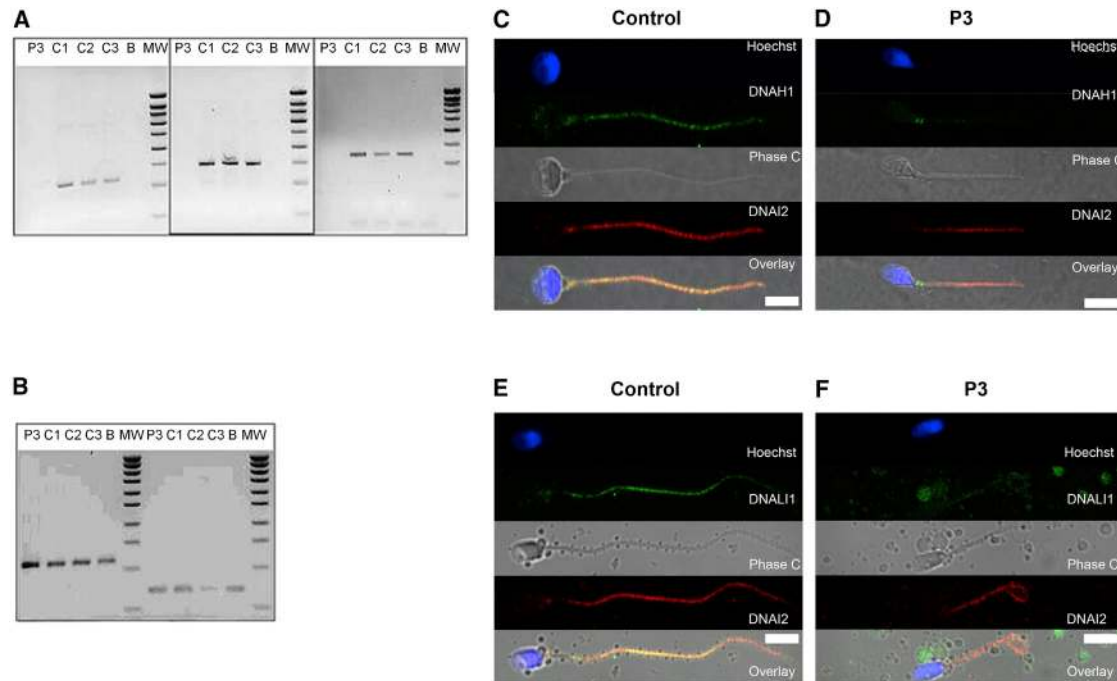 A
P3 C1 C2 C3 B MW P3 C1 C2 C3 B MW P3 C1 C2 C3 B MW
B
P3 C1 C2 C3 B MW P3 C1 C2 C3 B MW
C Control
Hoechst
DNAH1
Phase C
DNAI2
Overlay
D P3
Hoechst
DNAH1
Phase C
DNAI2
Overlay
E Control
Hoechst
DNALI1
Phase C
DNAI2
Overlay
F P3
Hoechst
DNALI1
Phase C
DNAI2
Overlay